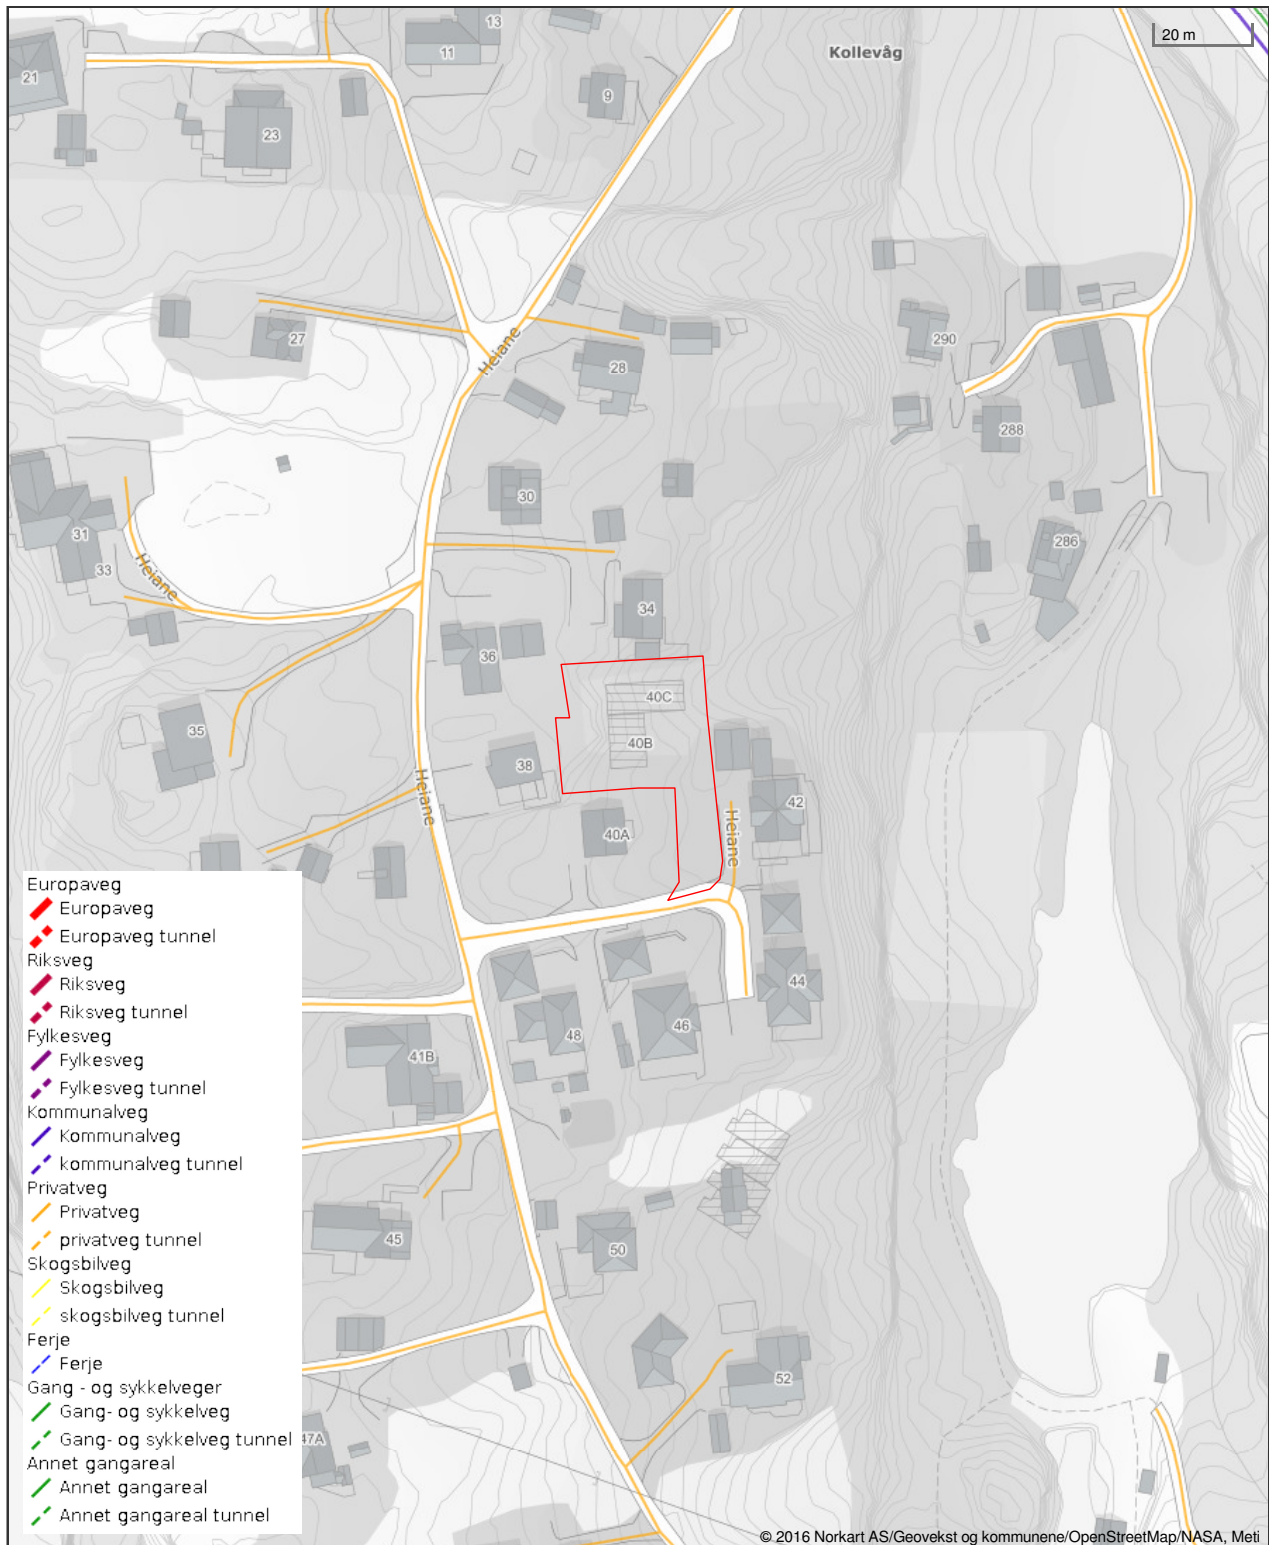 13
11
Kollevåg
20 m
21
9
23
Heiane
27
28
290
288
30
31
286
33
Heiane
34
36
40C
35
40B
38
Heiane
42
40A
Heiane
44
46
48
41B
45
50
52
47A
Europaveg
Europaveg
Europaveg tunnel
Riksveg
Riksveg
Riksveg tunnel
Fylkesveg
Fylkesveg
Fylkesveg tunnel
Kommunalveg
Kommunalveg
kommunalveg tunnel
Privatveg
Privatveg
privatveg tunnel
Skogsbilveg
Skogsbilveg
skogsbilveg tunnel
Ferje
Ferje
Gang - og sykkelveger
Gang- og sykkelveg
Gang- og sykkelveg tunnel
Annet gangareal
Annet gangareal
Annet gangareal tunnel
© 2016 Norkart AS/Geovekst og kommunene/OpenStreetMap/NASA, Meti